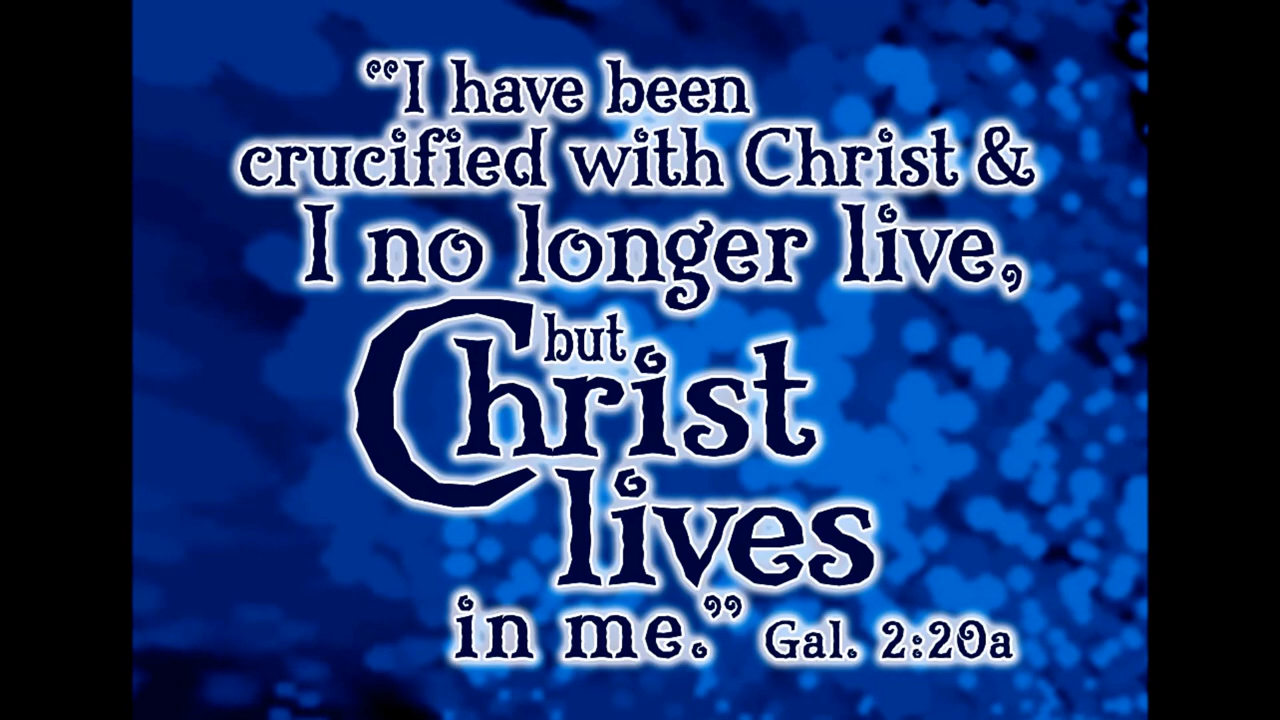 “I have been
crucified with Christ &
I no longer live,
but
Christ
lives
in me.” Gal. 2:20a